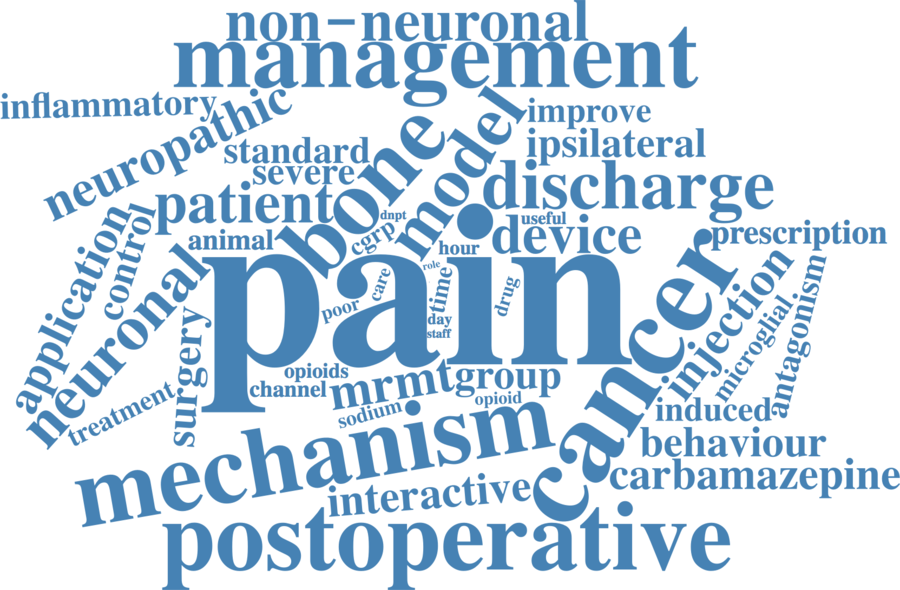 non-neuronal
management
inflammatory
neuropathic
bone
model
improve
standard
ipsilateral
severe
discharge
patient
dnpt
useful
cgrp
device
prescription
animal
hour
application
control
pain
role
care
time
drug
poor
day
staff
cancer
injection
microglial
antagonism
neuronal
surgery
opioids
channel
mrmt
group
treatment
sodium
opioid
induced
mechanism
behaviour
carbamazepine
interactive
postoperative